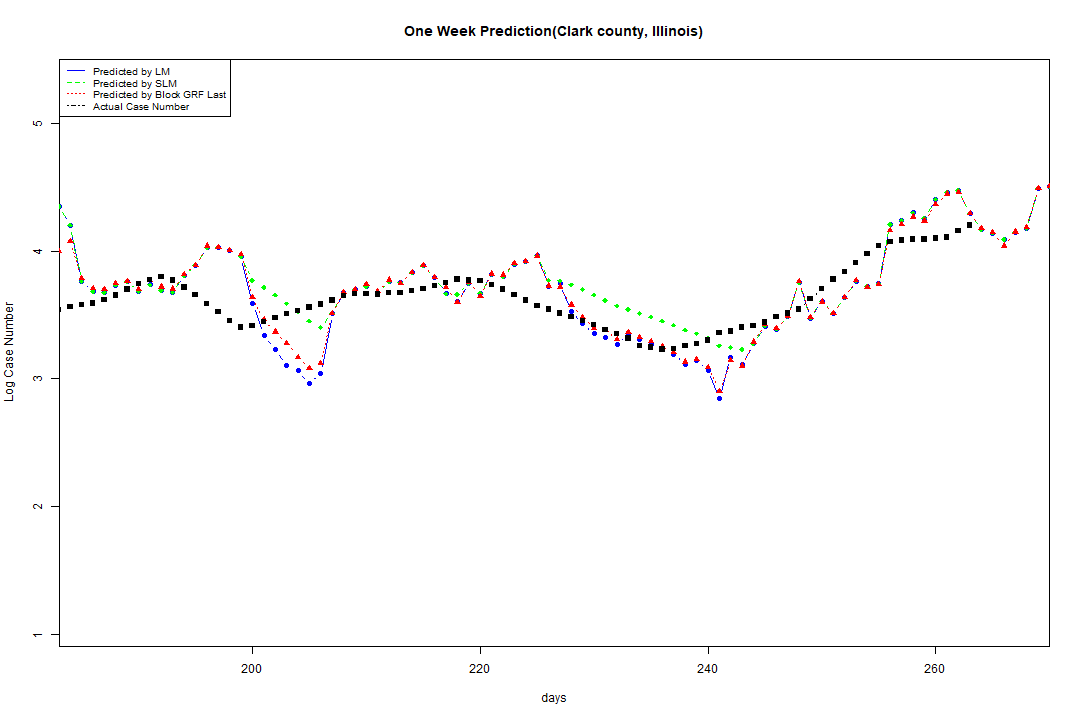 One Week Prediction(Clark county, Illinois)
Predicted by LM
Predicted by SLM
Predicted by Block GRF Last
Actual Case Number
5
4
3
2
1
Log Case Number
200 220 240 260
days